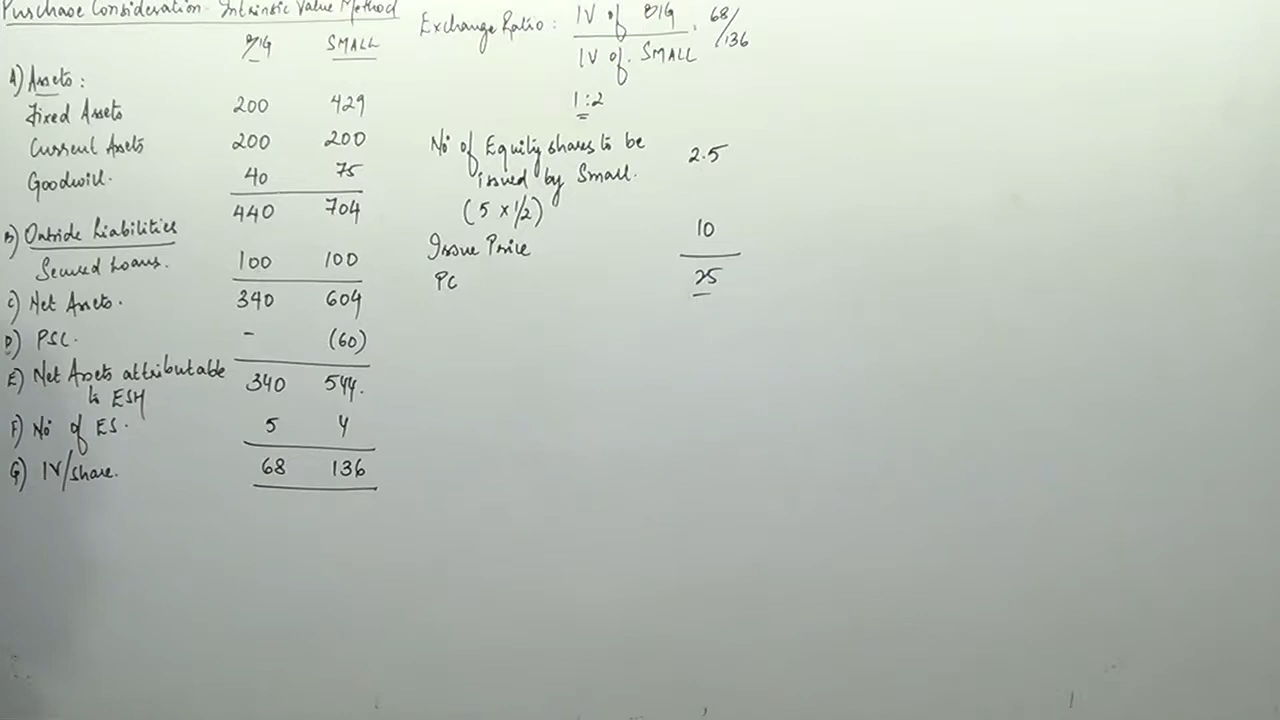 Purchase Consideration - Intrinsic Value Method
BIG SMALL
A) Assets :
Fixed Assets 200 429
Current Assets 200 200
Goodwill. 40 75
440 704
B) Outside Liabilities
Secured Loans. 100 100
C) Net Assets. 340 604
D) PSC. - (60)
E) Net Assets attributable
to ESH 340 544.
F) No of ES. 5 4
G) IV/share. 68 136
Exchange Ratio : IV of BIG
IV of. SMALL
68/136
1:2
No of Equity shares to be
issued by Small. 2.5
(5 x 1/2)
Issue Price 10
PC 25